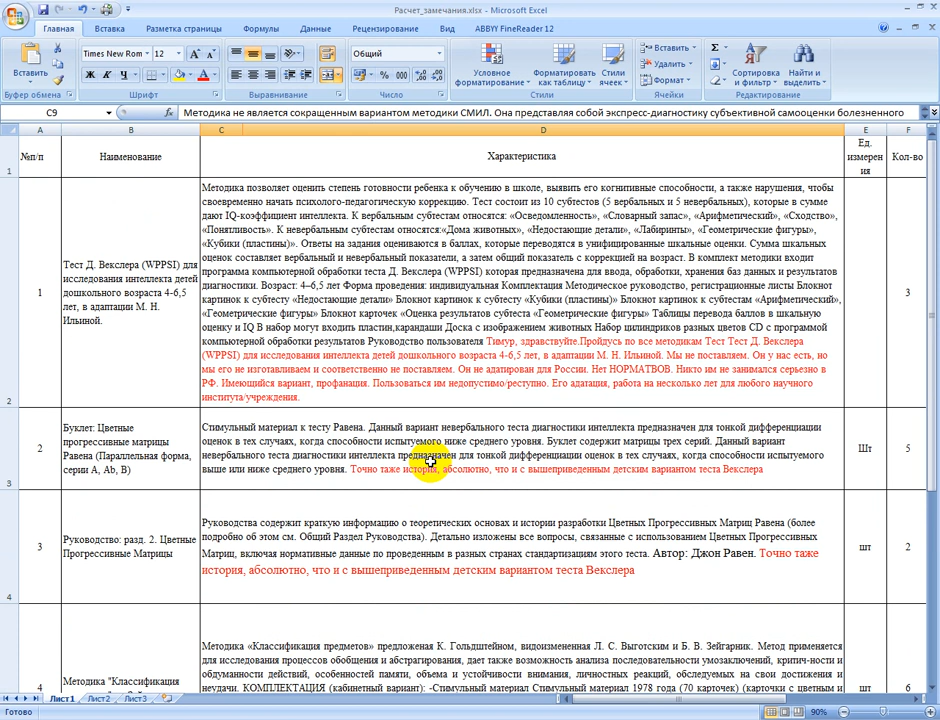 Расчет_замечания.xlsx - Microsoft Excel
Главная Вставка Разметка страницы Формулы Данные Рецензирование Вид ABBYY FineReader 12
Вставить
Times New Rom 12
Ж К Ч
Общий
% 000
Условное форматирование
Форматировать как таблицу
Стили ячеек
Вставить
Удалить
Формат
Сортировка и фильтр
Найти и выделить
Буфер обмена Шрифт Выравнивание Число Стили Ячейки Редактирование
C9 fx Методика не является сокращенным вариантом методики СМИЛ. Она представляет собой экспресс-диагностику субъективной самооценки болезненного
A B C D E F
1
№п/п
Наименование
Характеристика
Ед.
измерен
ия
Кол-во
2
1
Тест Д. Векслера (WPPSI) для
исследования интеллекта детей
дошкольного возраста 4-6,5
лет, в адаптации М. Н.
Ильиной.
Методика позволяет оценить степень готовности ребенка к обучению в школе, выявить его когнитивные способности, а также нарушения, чтобы
своевременно начать психолого-педагогическую коррекцию. Тест состоит из 10 субтестов (5 вербальных и 5 невербальных), которые в сумме
дают IQ-коэффициент интеллекта. К вербальным субтестам относятся: «Осведомленность», «Словарный запас», «Арифметический», «Сходство»,
«Понятливость». К невербальным субтестам относятся:«Дома животных», «Недостающие детали», «Лабиринты», «Геометрические фигуры»,
«Кубики (пластины)». Ответы на задания оцениваются в баллах, которые переводятся в унифицированные шкальные оценки. Сумма шкальных
оценок составляет вербальный и невербальный показатели, а затем общий показатель с коррекцией на возраст. В комплект методики входит
программа компьютерной обработки теста Д. Векслера (WPPSI) которая предназначена для ввода, обработки, хранения баз данных и результатов
диагностики. Возраст: 4–6,5 лет Форма проведения: индивидуальная Комплектация Методическое руководство, регистрационные листы Блокнот
картинок к субтесту «Недостающие детали» Блокнот картинок к субтесту «Кубики (пластины)» Блокнот картинок к субтестам «Арифметический»,
«Геометрические фигуры» Блокнот карточек «Оценка результатов субтеста «Геометрические фигуры» Таблицы перевода баллов в шкальную
оценку и IQ В набор могут входить пластин,карандаши Доска с изображением животных Набор цилиндриков разных цветов CD с программой
компьютерной обработки результатов Руководство пользователя Тимур, здравствуйте.Пройдусь по все методикам Тест Тест Д. Векслера
(WPPSI) для исследования интеллекта детей дошкольного возраста 4-6,5 лет, в адаптации М. Н. Ильиной. Мы не поставляем. Он у нас есть, но
мы его не изготавливаем и соответственно не поставляем. Он не адатирован для России. Нет НОРМАТВОВ. Никто им не занимался серьезно в
РФ. Имеющийся вариант, профанация. Пользоваться им недопустимо/реступно. Его адатация, работа на несколько лет для любого научного
института/учреждения.
3
3
2
Буклет: Цветные
прогрессивные матрицы
Равена (Параллельная форма,
серии A, Ab, B)
Стимульный материал к тесту Равена. Данный вариант невербального теста диагностики интеллекта предназначен для тонкой дифференциации
оценок в тех случаях, когда способности испытуемого ниже среднего уровня. Буклет содержит матрицы трех серий. Данный вариант
невербального теста диагностики интеллекта предназначен для тонкой дифференциации оценок в тех случаях, когда способности испытуемого
выше или ниже среднего уровня. Точно таже история, абсолютно, что и с вышеприведенным детским вариантом теста Векслера
Шт
5
4
3
Руководство: разд. 2. Цветные
Прогрессивные Матрицы
Руководства содержит краткую информацию о теоретических основах и истории разработки Цветных Прогрессивных Матриц Равена (более
подробно об этом см. Общий Раздел Руководства). Детально изложены все вопросы, связанные с использованием Цветных Прогрессивных
Матриц, включая нормативные данные по проведенным в разных странах стандартизациям этого теста. Автор: Джон Равен. Точно таже
история, абсолютно, что и с вышеприведенным детским вариантом теста Векслера
шт
2
4
Методика "Классификация
Методика «Классификация предметов» предложеная К. Гольдштейном, видоизмененная Л. С. Выготским и Б. В. Зейгарник. Метод применяется
для исследования процессов обобщения и абстрагирования, дает также возможность анализа последовательности умозаключений, критич-ности и
обдуманности действий, особенностей памяти, объема и устойчивости внимания, личностных реакций, обследуемых на свои достижения и
неудачи. КОМПЛЕКТАЦИЯ (кабинетный вариант): -Стимульный материал Стимульный материал 1978 года (70 карточек) (карточки с цветным и
шт
6
Лист1 Лист2 Лист3
Готово 90%